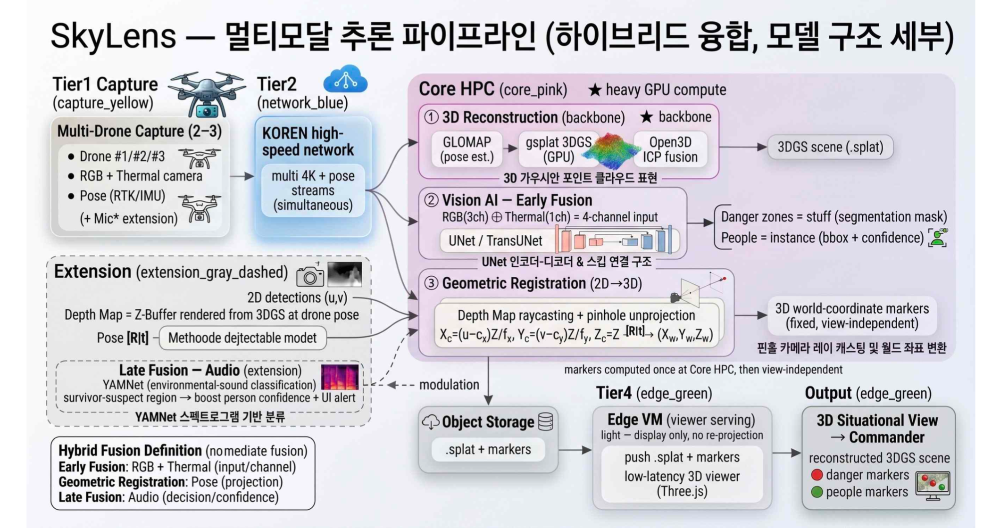 SkyLens — 멀티모달 추론 파이프라인 (하이브리드 융합, 모델 구조 세부)
Tier1 Capture
(capture_yellow)
Multi-Drone Capture (2–3)
● Drone #1/#2/#3
● RGB + Thermal camera
● Pose (RTK/IMU)
(+ Mic* extension)
Tier2
(network_blue)
KOREN high-
speed network
multi 4K + pose
streams
(simultaneous)
Core HPC (core_pink) ★ heavy GPU compute
① 3D Reconstruction (backbone) ★ backbone
GLOMAP
(pose est.)
gsplat 3DGS
(GPU)
Open3D
ICP fusion
3D 가우시안 포인트 클라우드 표현
3DGS scene (.splat)
② Vision AI — Early Fusion
RGB(3ch) ⊕ Thermal(1ch) = 4-channel input
UNet / TransUNet
UNet 인코더-디코더 & 스킵 연결 구조
Danger zones = stuff (segmentation mask)
People = instance (bbox + confidence)
③ Geometric Registration (2D→3D)
Depth Map raycasting + pinhole unprojection
Xc=(u−cx)Z/fx, Yc=(v−cy)Z/fy, Zc=Z -[R|t]→ (Xw,Yw,Zw)
3D world-coordinate markers
(fixed, view-independent)
핀홀 카메라 레이 캐스팅 및 월드 좌표 변환
markers computed once at Core HPC, then view-independent
Extension (extension_gray_dashed)
2D detections (u,v)
Depth Map = Z-Buffer rendered from 3DGS at drone pose
Pose [R|t]
Methoode dejtectable modet
Late Fusion — Audio (extension)
YAMNet (environmental-sound classification)
survivor-suspect region → boost person confidence + UI alert
YAMNet 스펙트로그램 기반 분류
modulation
Hybrid Fusion Definition (nomediate fusion)
Early Fusion: RGB + Thermal (input/channel)
Geometric Registration: Pose (projection)
Late Fusion: Audio (decision/confidence)
Object Storage
.splat + markers
Tier4 (edge_green)
Edge VM (viewer serving)
light — display only, no re-projection
push .splat + markers
low-latency 3D viewer
(Three.js)
Output (edge_green)
3D Situational View
→ Commander
reconstructed 3DGS scene
danger markers
people markers